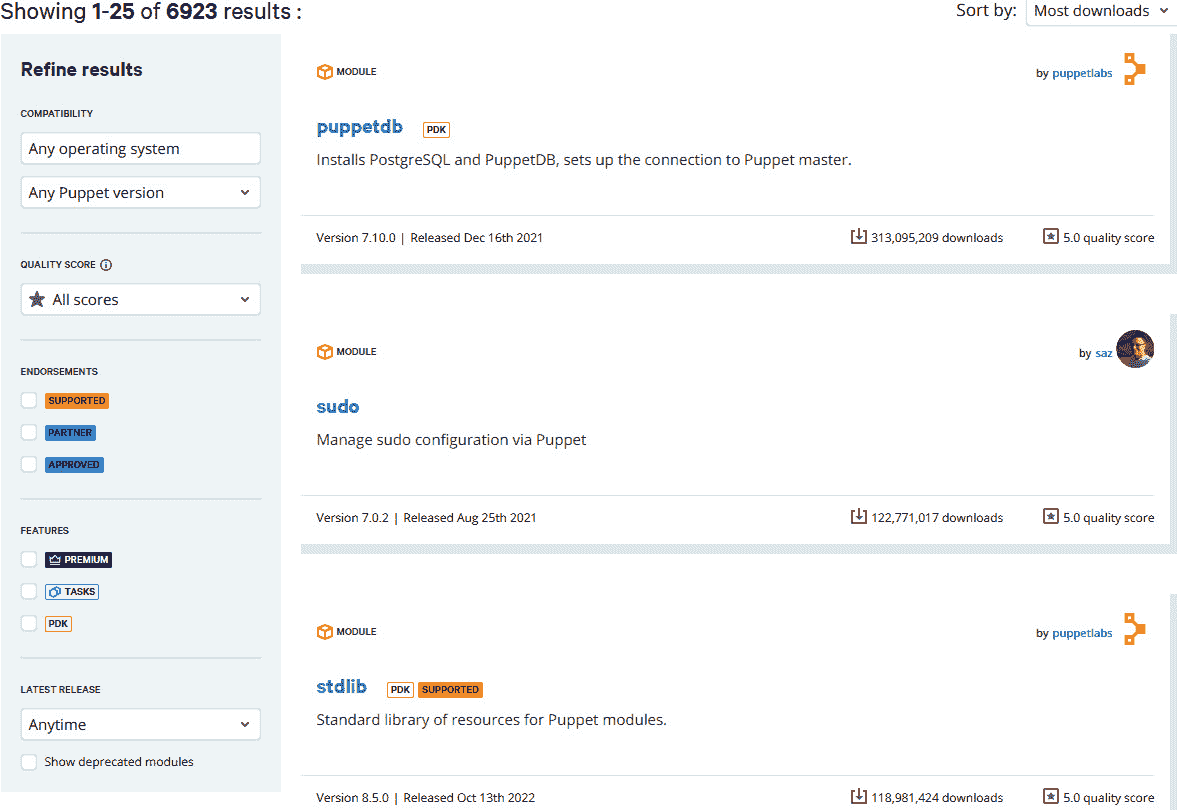 Showing 1-25 of 6923 results :
Sort by:
Most downloads
Refine results
COMPATIBILITY
Any operating system
Any Puppet version
QUALITY SCORE
All scores
ENDORSEMENTS
SUPPORTED
PARTNER
APPROVED
FEATURES
PREMIUM
TASKS
PDK
LATEST RELEASE
Anytime
Show deprecated modules
MODULE
by puppetlabs
puppetdb PDK
Installs PostgreSQL and PuppetDB, sets up the connection to Puppet master.
Version 7.10.0 | Released Dec 16th 2021
313,095,209 downloads
5.0 quality score
MODULE
by saz
sudo
Manage sudo configuration via Puppet
Version 7.0.2 | Released Aug 25th 2021
122,771,017 downloads
5.0 quality score
MODULE
by puppetlabs
stdlib PDK SUPPORTED
Standard library of resources for Puppet modules.
Version 8.5.0 | Released Oct 13th 2022
118,981,424 downloads
5.0 quality score